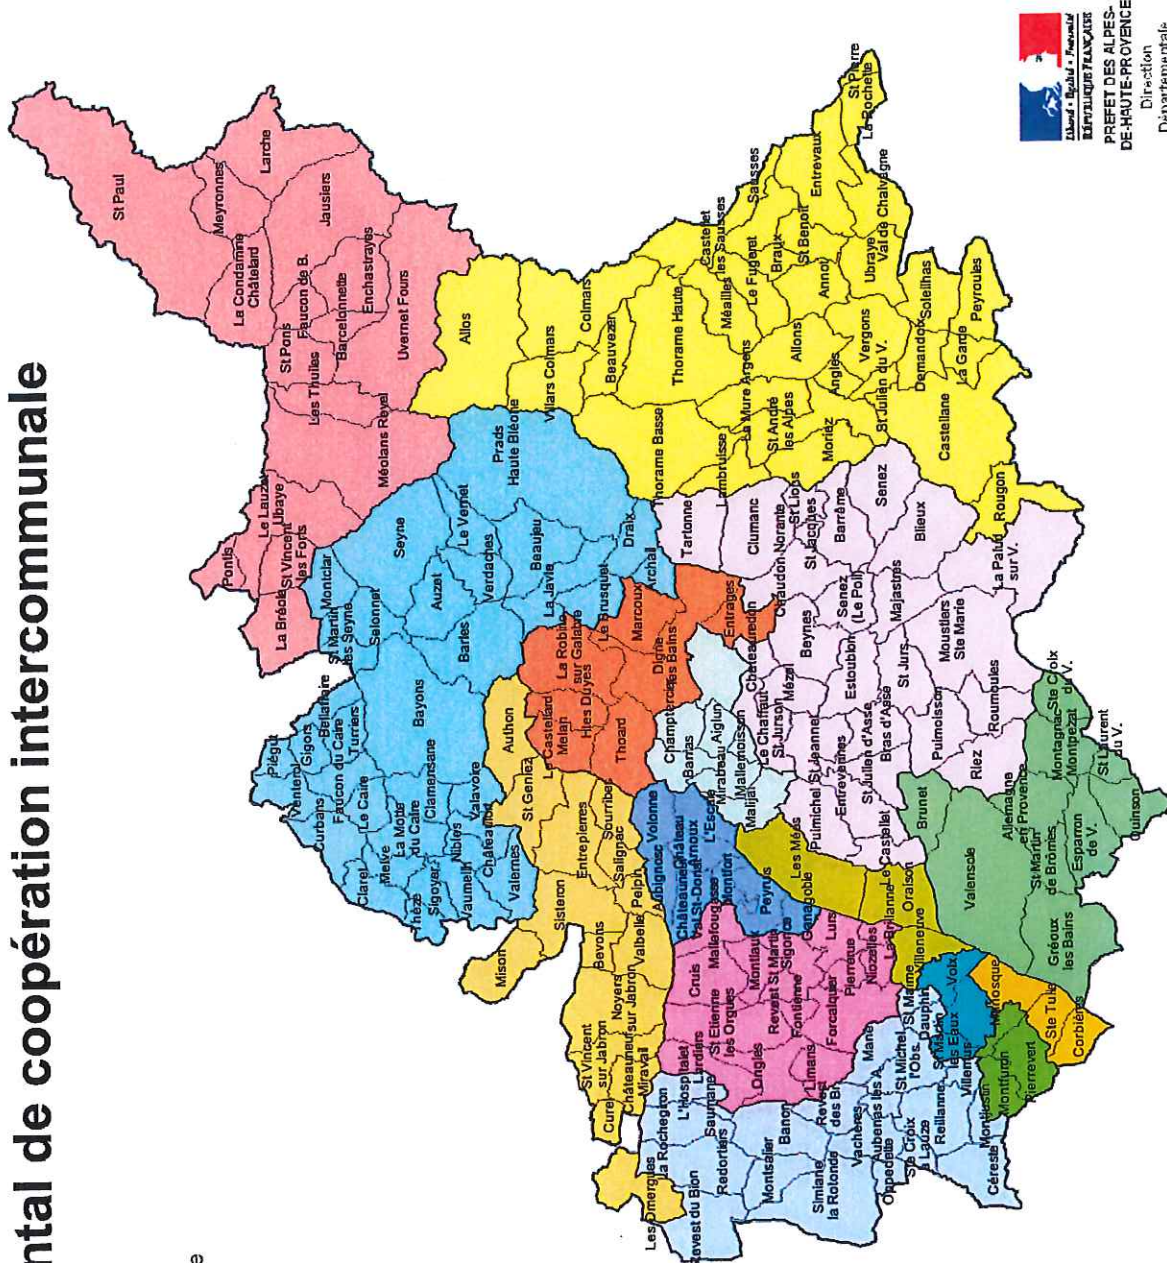 ntal de coopération intercommunale
e
Liberté • Égalité • Fraternité
RÉPUBLIQUE FRANÇAISE
PREFET DES ALPES-
DE-HAUTE-PROVENCE
Direction
Départementale
St Paul
Meyronnes
Larche
La Condamine
Châtelard
Jausiers
St Pons
Faucon de B.
Barcelonnette
Enchastrayes
Les Thuiles
Uvernet Fours
Méolans Revel
Le Lauzet
Ubaye
Pontis
St Vincent
les Forts
La Bréole
Montclar
St Martin
les Seyne
Selonnet
Seyne
Auzet
Le Vernet
Verdaches
Barles
Beaujeu
La Javie
Le Brusquet
Draix
Archail
Prads
Haute Bléone
Bayons
Bellaffaire
Turriers
Gigors
Piégut
Venterol
Faucon du Caire
Curbans
Le Caire
La Motte
du Caire
Melve
Claret
Thèze
Sigoyer
Vaumeilh
Nibles
Clamensane
Valavoire
Châteaufort
Valernes
Allos
Villars Colmars
Colmars
Beauvezer
Thorame Haute
Thorame Basse
Lambruisse
La Mure Argens
St André
les Alpes
Moriez
Angles
Allons
Méailles
Castellet
les Sausses
Le Fugeret
Braux
Sausses
St Benoit
Annot
Entrevaux
St Pierre
La Rochette
Val de Chalvagne
Ubraye
Vergons
St Julien du V.
Demandox
Soleilhas
Peyroules
La Garde
Castellane
Rougon
Authon
St Geniez
Entrepierres
Sourribes
Salignac
Sisteron
Mison
Bevons
Valbelle
Peipin
Noyers
sur Jabron
St Vincent
sur Jabron
Châteauneuf
Miravail
Curel
Les Omergues
Le Castellard
Melan
Htes Duyes
La Robine
sur Galabre
Thoard
Marcoux
Digne
les Bains
Entrages
Champtercier
Barras
Mirabeau
Aiglun
Mallemoisson
Malijai
Volonne
Aubignosc
Château
Arnoux
L'Escale
Châteauneuf
Val St-Donat
Montfort
Peyruis
Ganagobie
Les Mées
Oraison
Le Castellet
La Brillanne
Villeneuve
Tartonne
Clumanc
St Lions
St Jacques
Barrême
Senez
Blieux
Chaudon Norante
Chateauredon
Beynes
Senez
(Le Poil)
Majastres
Mézel
Estoublon
Le Chaffaut
St Jurson
St Jeannet
Puimichel
Entrevennes
St Julien d'Asse
Bras d'Asse
St Jurs
Moustiers
Ste Marie
La Palud
sur V.
Puimoisson
Roumoules
Riez
Brunet
Valensole
Allemagne
en Provence
St Martin
de Brômes
Gréoux
les Bains
Esparron
de V.
Quinson
St Laurent
du V.
Montagnac
Montpezat
Ste Croix
du V.
Cruis
Mallefougasse
St Etienne
les Orgues
Montlaux
Revest St Martin
Sigonce
Fontienne
Lurs
Pierrerue
Niozelles
Forcalquier
Limans
Ongles
Lardiers
L'Hospitalet
Saumane
La Rochegiron
Redortiers
Revest du Bion
Montsalier
Banon
Simiane
la Rotonde
Revest
des Br
Vachères
Oppedette
Aubenas les A.
Ste Croix
à Lauze
Reillanne
Céreste
Montjustin
Villemus
St Michel
l'Obs.
Mane
Dauphin
St Maime
St Martin
les Eaux
Volx
Manosque
Ste Tulle
Corbières
Montfuron
Pierrevert